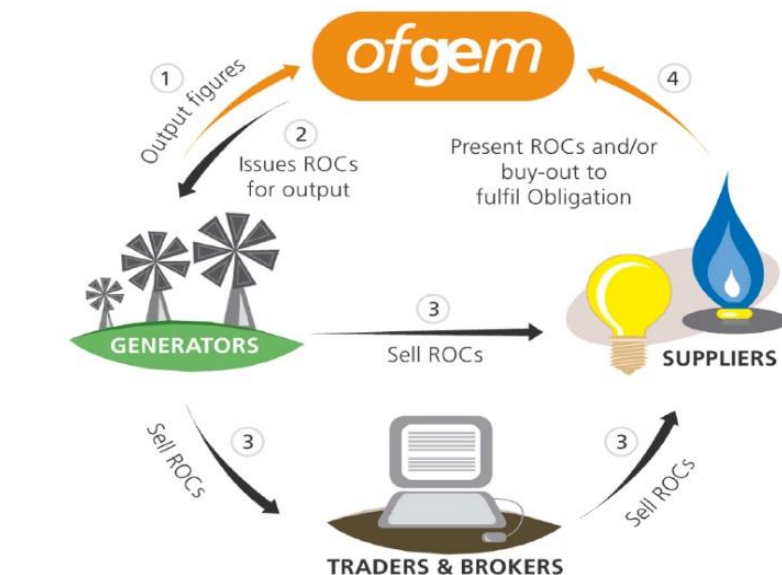 ofgem
1
Output figures
2
Issues ROCs
for output
4
Present ROCs and/or
buy-out to
fulfil Obligation
GENERATORS
3
Sell ROCs
SUPPLIERS
Sell ROCs
3
3
Sell ROCs
TRADERS & BROKERS